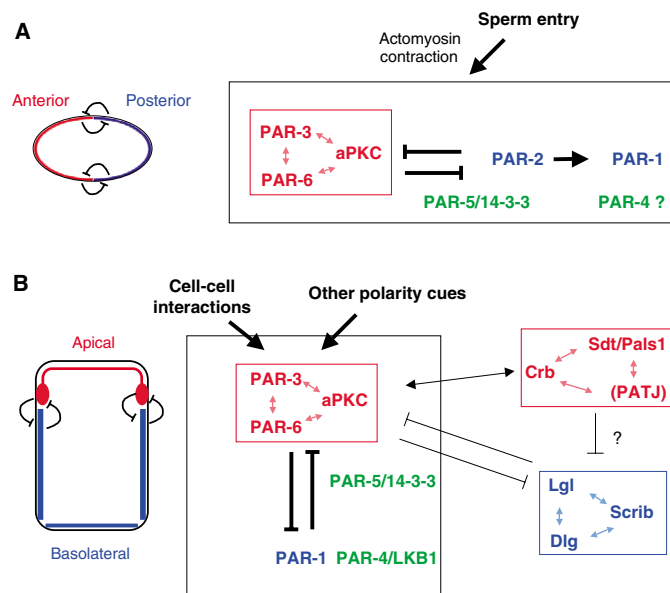 A
Sperm entry
Actomyosin
contraction
Anterior
Posterior
PAR-3
aPKC
PAR-6
PAR-2
PAR-1
PAR-5/14-3-3
PAR-4 ?
B
Cell-cell
interactions
Other polarity cues
Apical
Basolateral
PAR-3
aPKC
PAR-6
PAR-5/14-3-3
PAR-1
PAR-4/LKB1
Sdt/Pals1
Crb
(PATJ)
?
Lgl
Scrib
Dlg